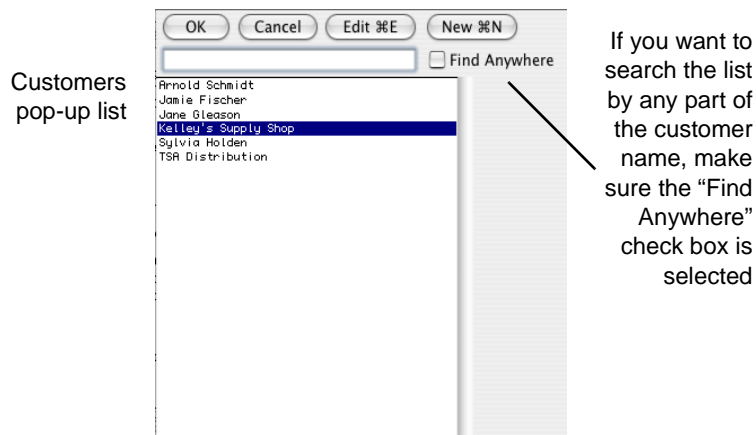 OK Cancel Edit ⌘E New ⌘N
Find Anywhere
Customers
pop-up list
Arnold Schmidt
Jamie Fischer
Jane Gleason
Kelley's Supply Shop
Sylvia Holden
TSA Distribution
If you want to
search the list
by any part of
the customer
name, make
sure the “Find
Anywhere”
check box is
selected